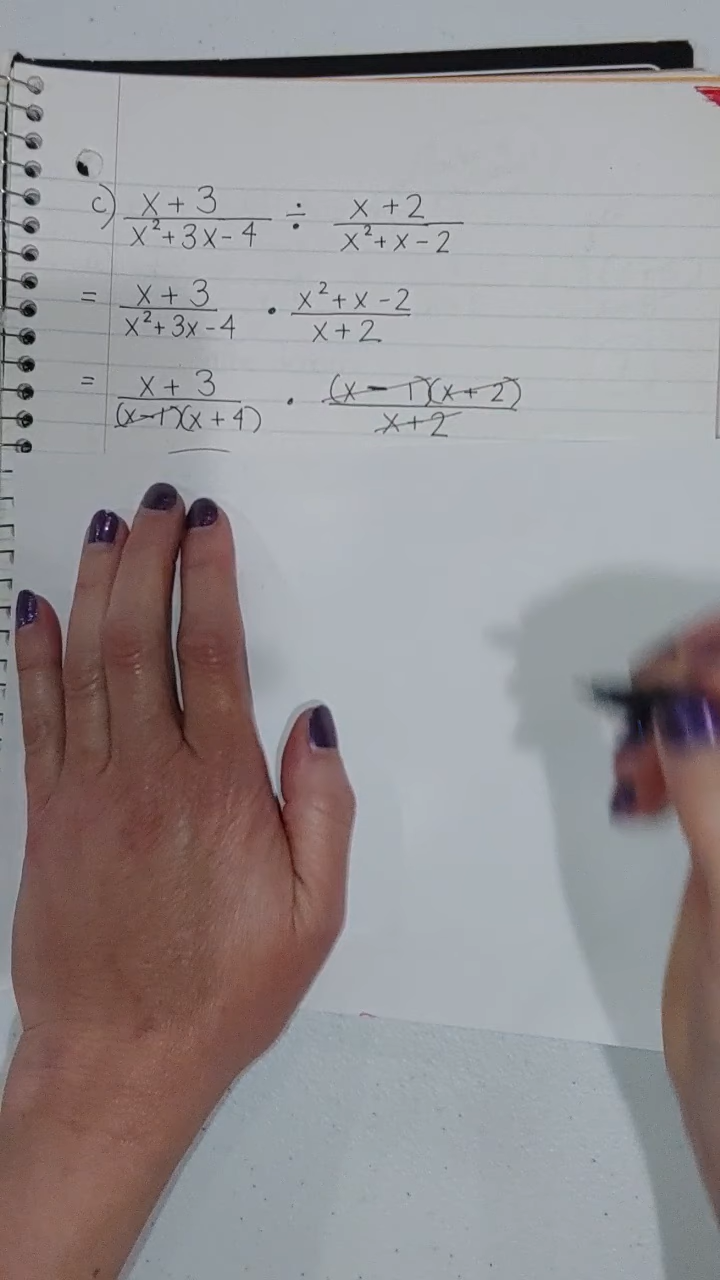 c) x + 3 / x² + 3x - 4 ÷ x + 2 / x² + x - 2
= x + 3 / x² + 3x - 4 · x² + x - 2 / x + 2
= x + 3 / (x - 1)(x + 4) · (x - 1)(x + 2) / x + 2